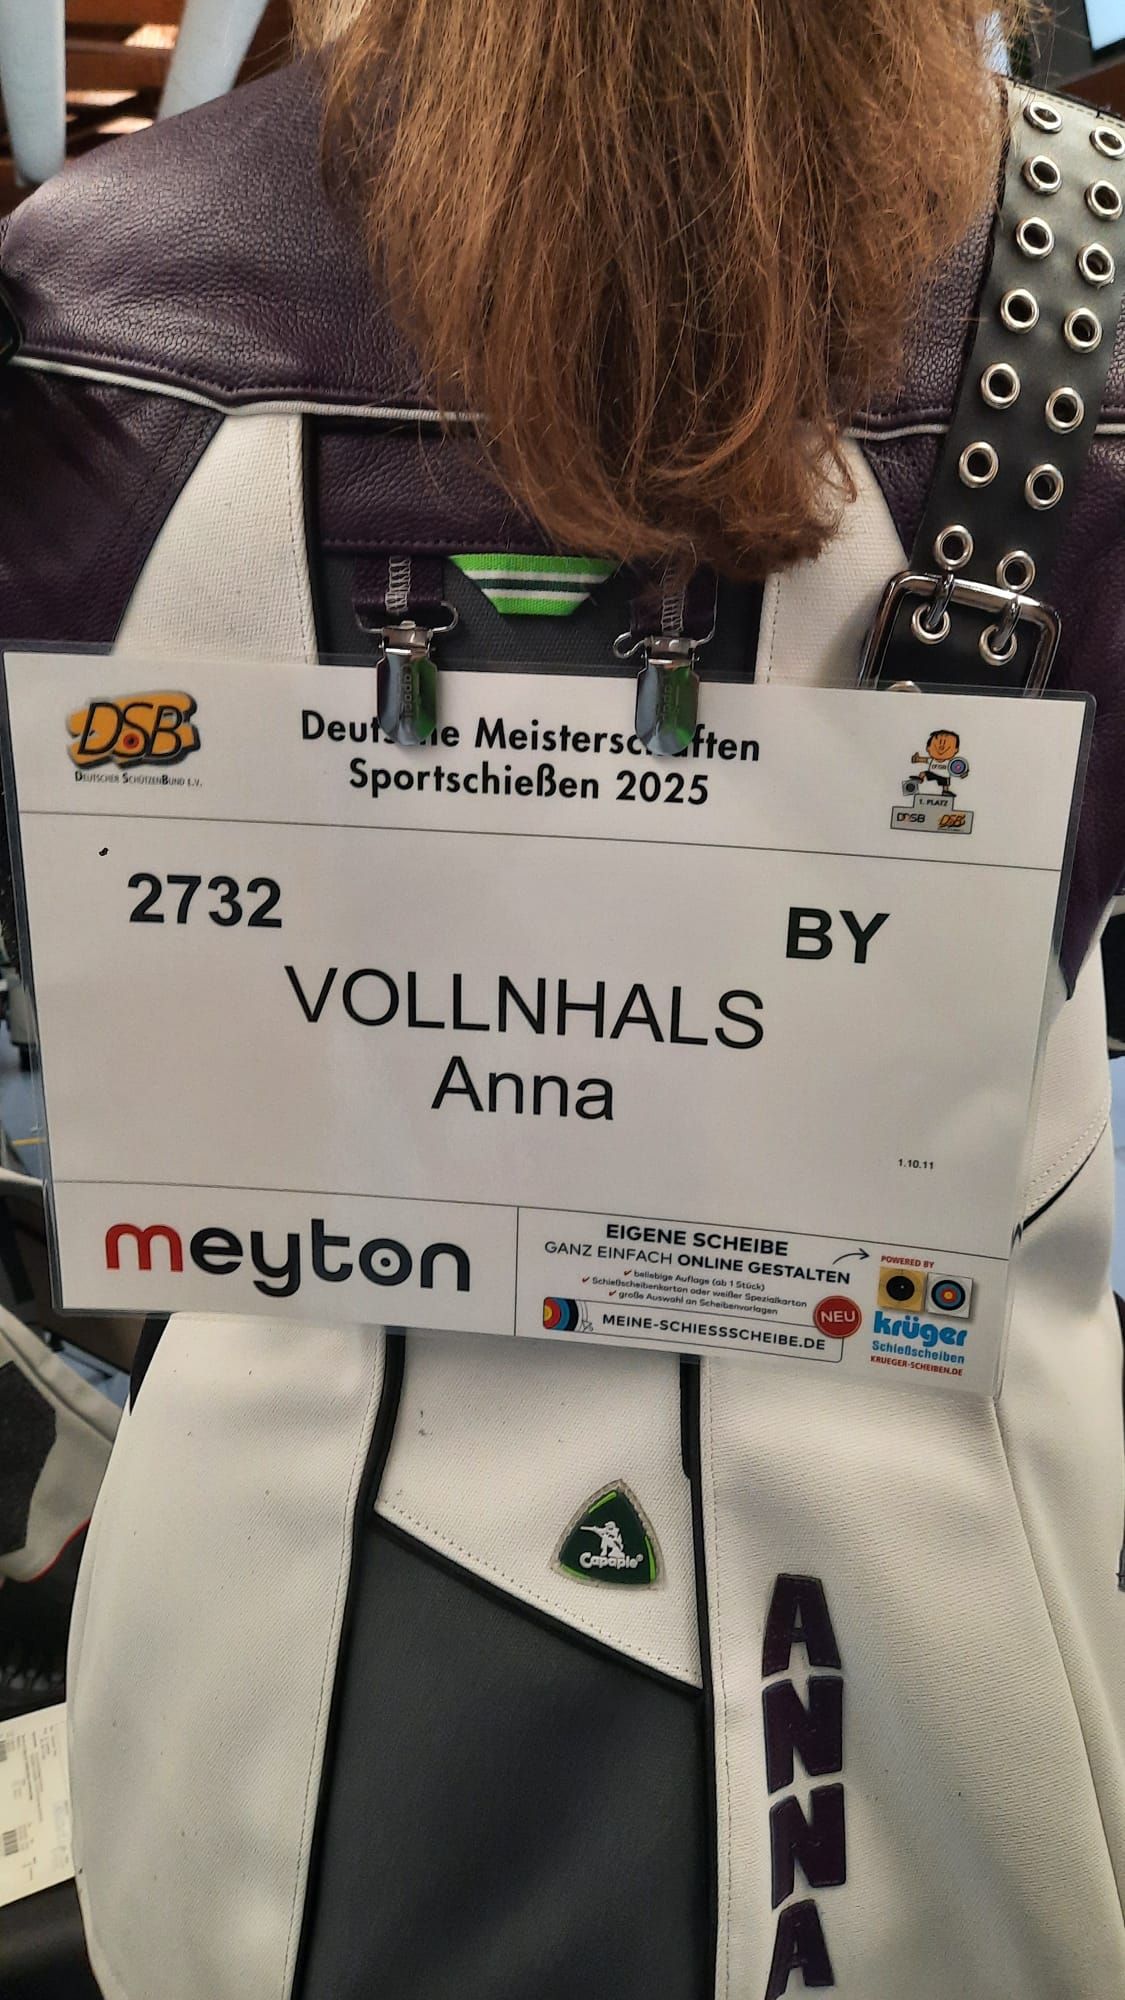 DSB
DEUTSCHER SCHÜTZENBUND E.V.
Deutsche Meisterschaften
Sportschießen 2025
1. PLATZ
DSB
2732
BY
VOLLNHALS
Anna
1.10.11
meyton
EIGENE SCHEIBE
GANZ EINFACH ONLINE GESTALTEN
beliebige Auflage (ab 1 Stück)
Schießscheibenkarton oder weißer Spezialkarton
große Auswahl an Scheibenvorlagen
MEINE-SCHIESSSCHEIBE.DE
NEU
POWERED BY
krüger
Schießscheiben
KRUEGER-SCHEIBEN.DE
Capapie®
ANNA